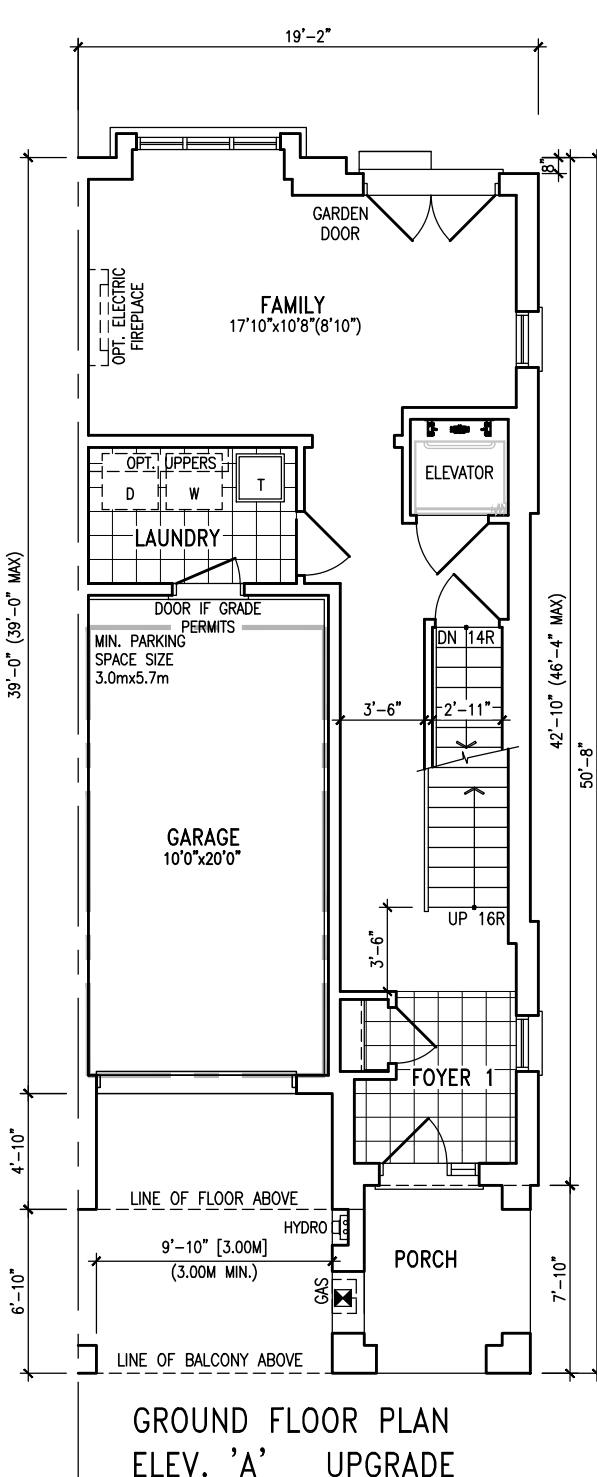 19'-2"
8"
GARDEN
DOOR
OPT. ELECTRIC
FIREPLACE
FAMILY
17'10"x10'8"(8'10")
ELEVATOR
OPT. UPPERS
D
W
T
LAUNDRY
DOOR IF GRADE
PERMITS
MIN. PARKING
SPACE SIZE
3.0mx5.7m
DN 14R
39'-0" (39'-0" MAX)
42'-10" (46'-4" MAX)
50'-8"
3'-6"
2'-11"
GARAGE
10'0"x20'0"
UP 16R
3'-6"
FOYER 1
4'-10"
LINE OF FLOOR ABOVE
HYDRO
9'-10" [3.00M]
(3.00M MIN.)
PORCH
GAS
6'-10"
7'-10"
LINE OF BALCONY ABOVE
GROUND FLOOR PLAN
ELEV. 'A' UPGRADE